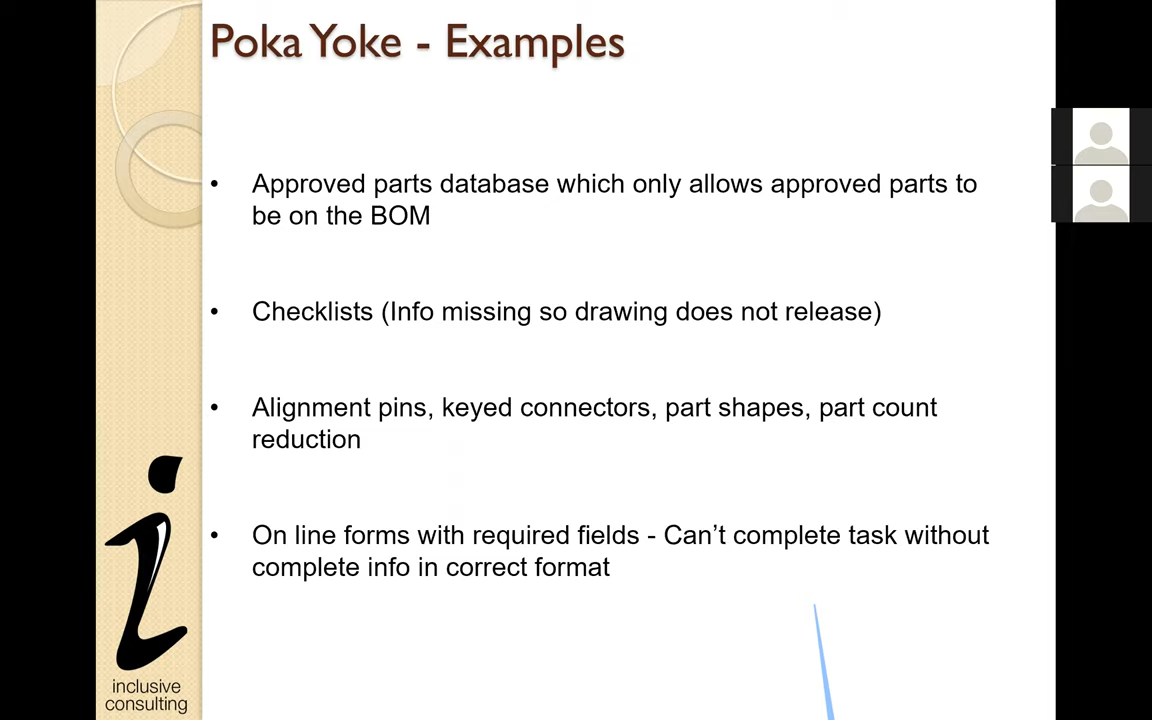 Poka Yoke - Examples
• Approved parts database which only allows approved parts to
be on the BOM
• Checklists (Info missing so drawing does not release)
• Alignment pins, keyed connectors, part shapes, part count
reduction
• On line forms with required fields - Can’t complete task without
complete info in correct format
i
inclusive
consulting